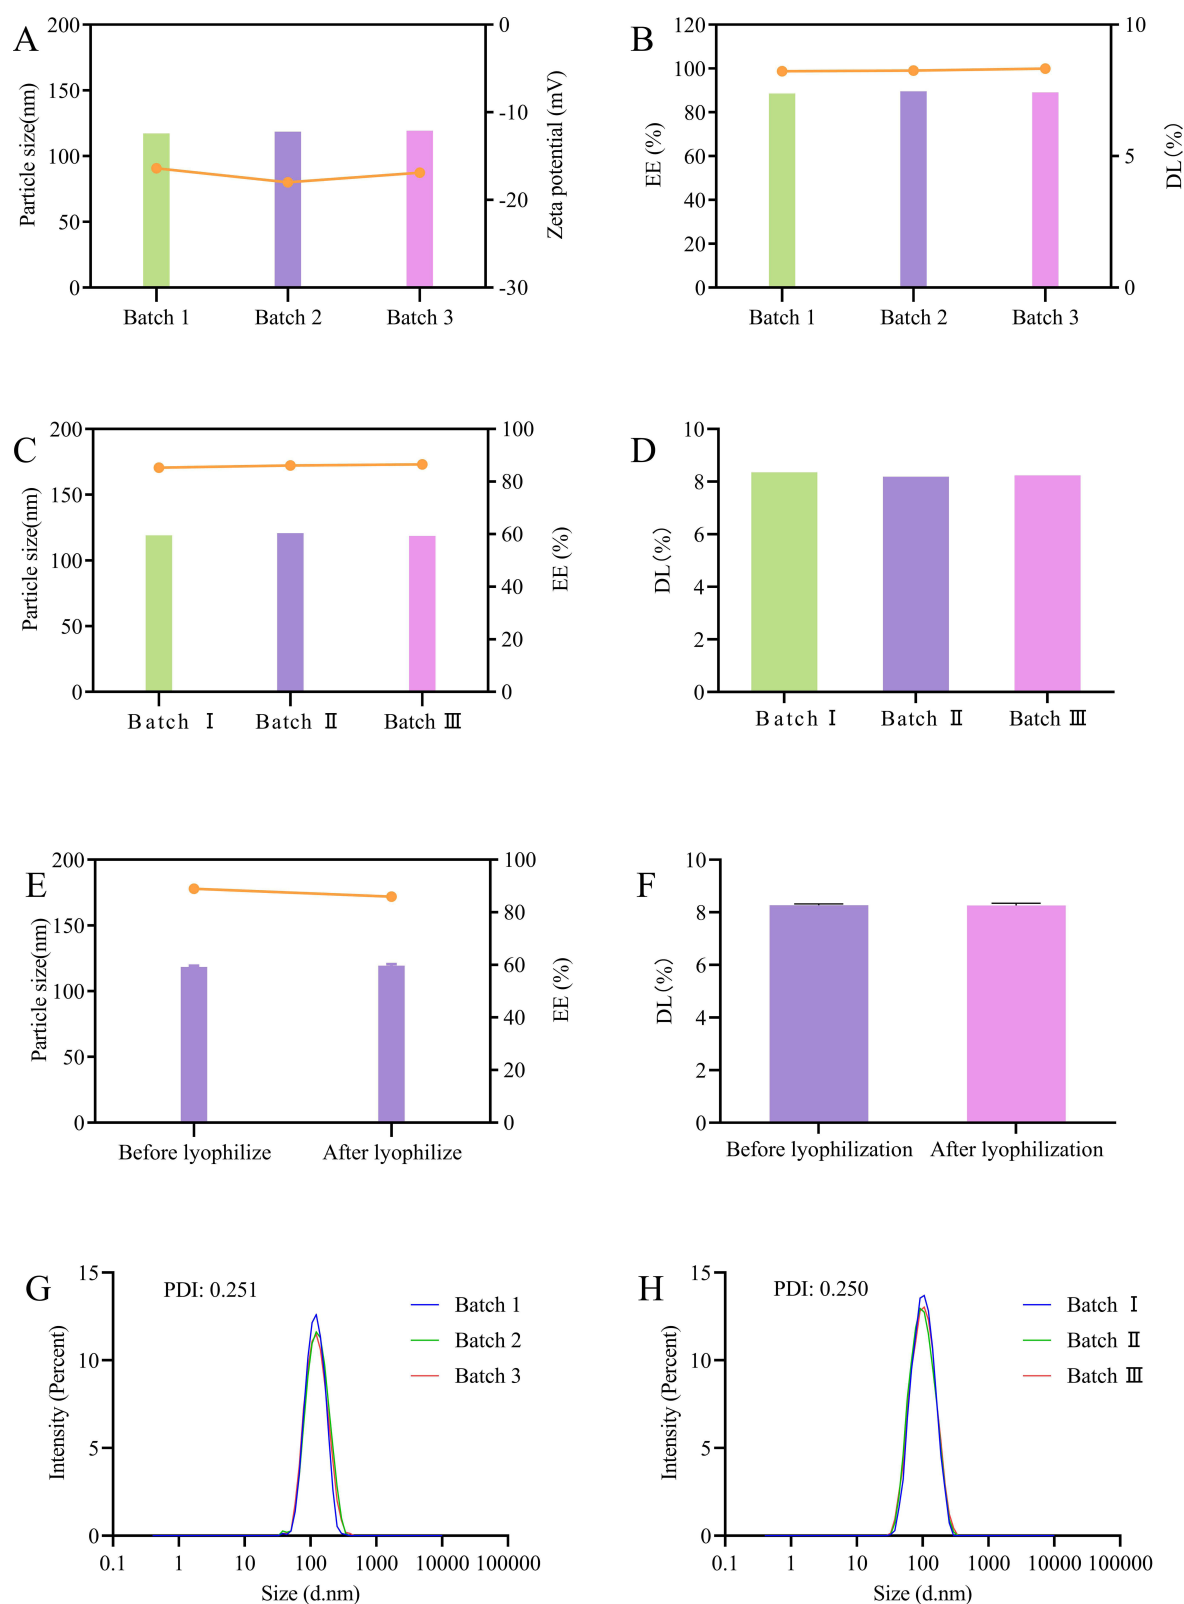 A
Particle size(nm)
200
150
100
50
0
0
-10
-20
-30
Zeta potential (mV)
Batch 1 Batch 2 Batch 3
B
EE (%)
120
100
80
60
40
20
0
10
5
0
DL(%)
Batch 1 Batch 2 Batch 3
C
Particle size(nm)
200
150
100
50
0
100
80
60
40
20
0
EE (%)
Batch Ⅰ Batch Ⅱ Batch Ⅲ
D
DL(%)
10
8
6
4
2
0
Batch Ⅰ Batch Ⅱ Batch Ⅲ
E
Particle size(nm)
200
150
100
50
0
100
80
60
40
20
0
EE (%)
Before lyophilize After lyophilize
F
DL(%)
10
8
6
4
2
0
Before lyophilization After lyophilization
G
PDI: 0.251
Batch 1
Batch 2
Batch 3
Intensity (Percent)
15
10
5
0
0.1 1 10 100 1000 10000 100000
Size (d.nm)
H
PDI: 0.250
Batch Ⅰ
Batch Ⅱ
Batch Ⅲ
Intensity (Percent)
15
10
5
0
0.1 1 10 100 1000 10000 100000
Size (d.nm)